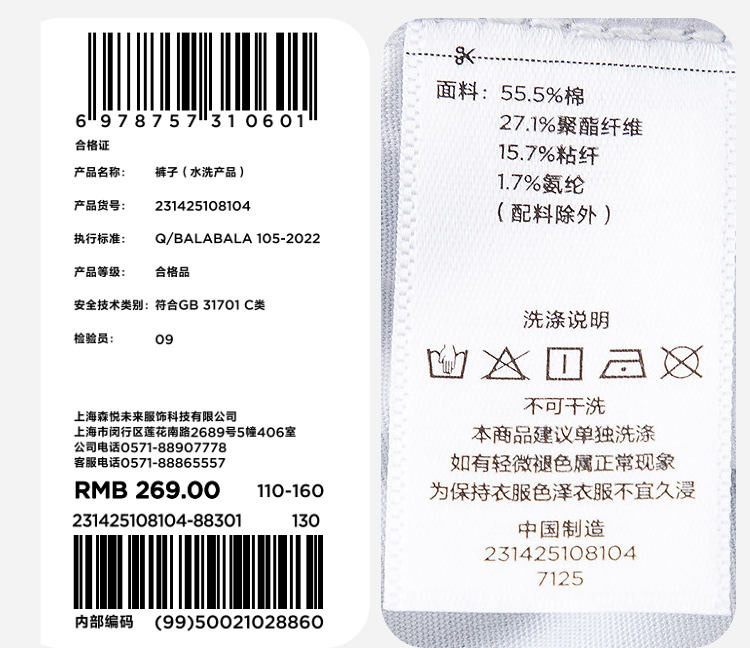 6978757310601
合格证
产品名称： 裤子（水洗产品）
产品货号： 231425108104
执行标准： Q/BALABALA 105-2022
产品等级： 合格品
安全技术类别：符合GB 31701 C类
检验员： 09
上海森悦未来服饰科技有限公司
上海市闵行区莲花南路2689号5幢406室
公司电话0571-88907778
客服电话0571-88865557
RMB 269.00 110-160
231425108104-88301 130
内部编码 (99)50021028860
面料：55.5%棉
27.1%聚酯纤维
15.7%粘纤
1.7%氨纶
（配料除外）
洗涤说明
不可干洗
本商品建议单独洗涤
如有轻微褪色属正常现象
为保持衣服色泽衣服不宜久浸
中国制造
231425108104
7125